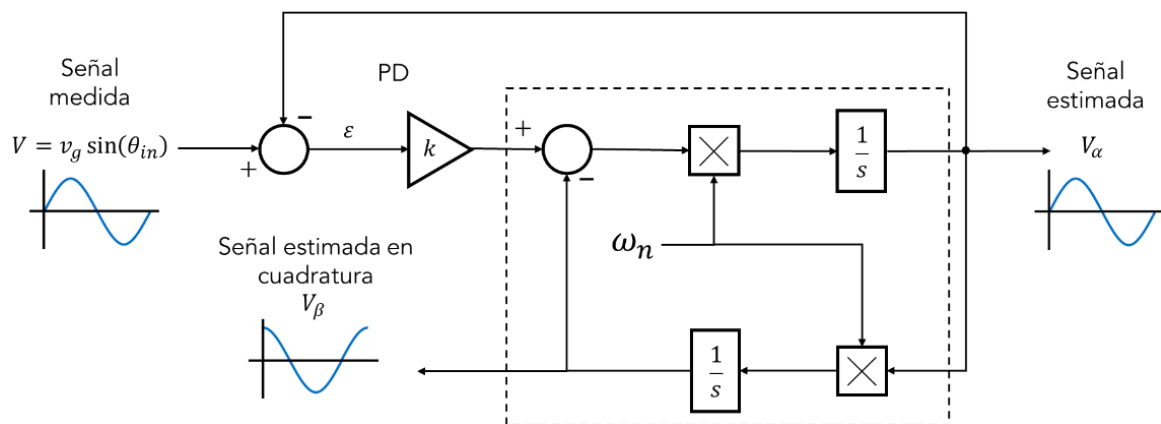 Señal
medida
V = v_g sin(θ_in)
+
−
ε
PD
k
+
−
×
1
s
Señal
estimada
V_α
ω_n
Señal estimada en
cuadratura
V_β
1
s
×